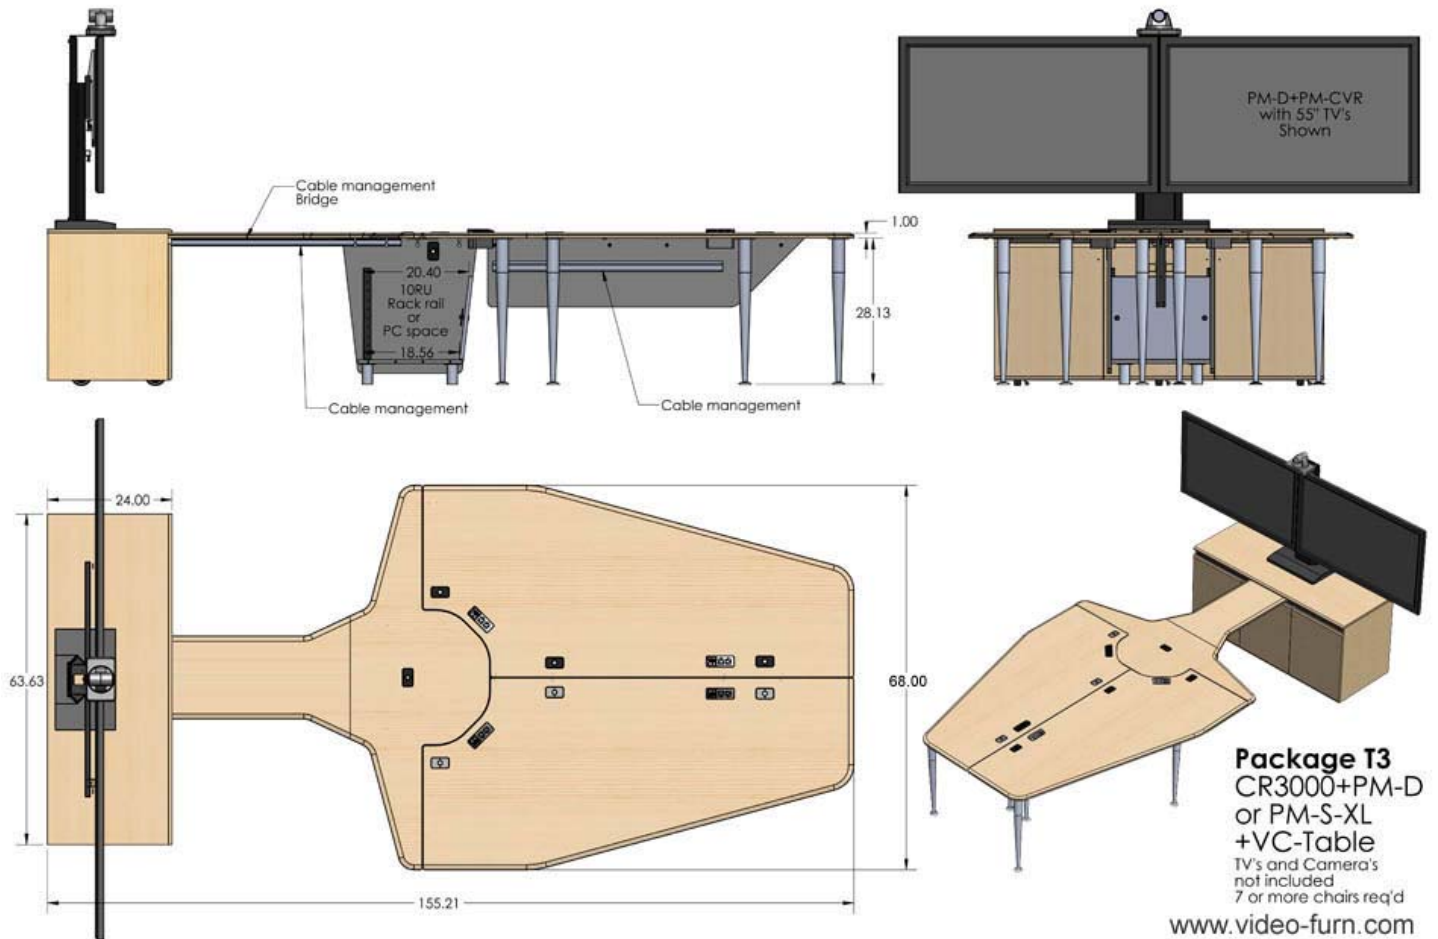 PM-D+PM-CVR
with 55" TV's
Shown
Cable management
Bridge
1.00
20.40
10RU
Rack rail
or
PC space
18.56
28.13
Cable management
Cable management
24.00
63.63
68.00
155.21
Package T3
CR3000+PM-D
or PM-S-XL
+VC-Table
TV's and Camera's
not included
7 or more chairs req'd
www.video-furn.com